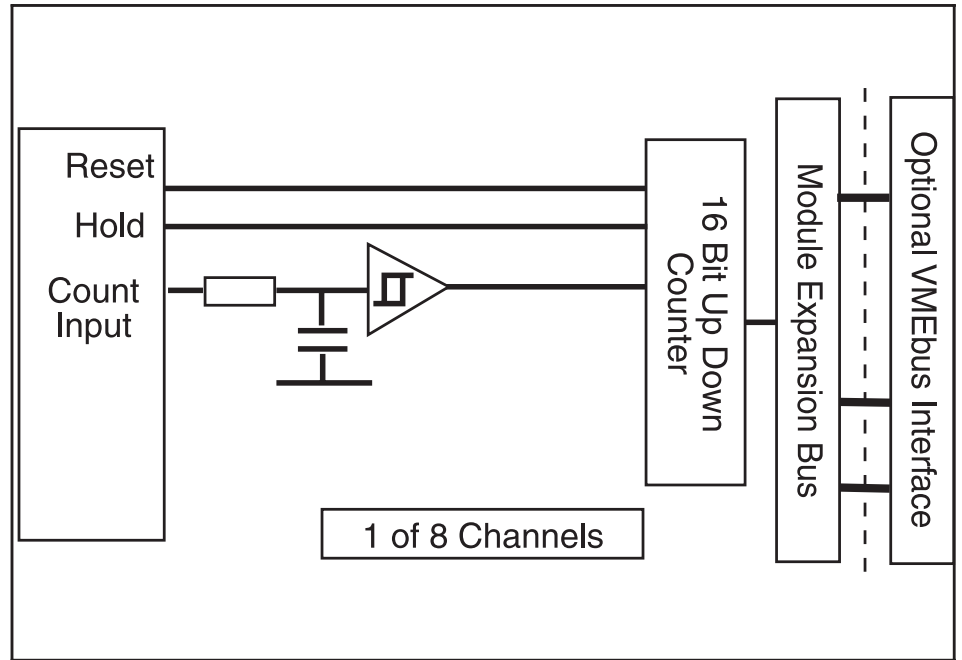 Reset
Hold
Count
Input
16 Bit Up Down
Counter
Module Expansion Bus
Optional VMEbus Interface
1 of 8 Channels